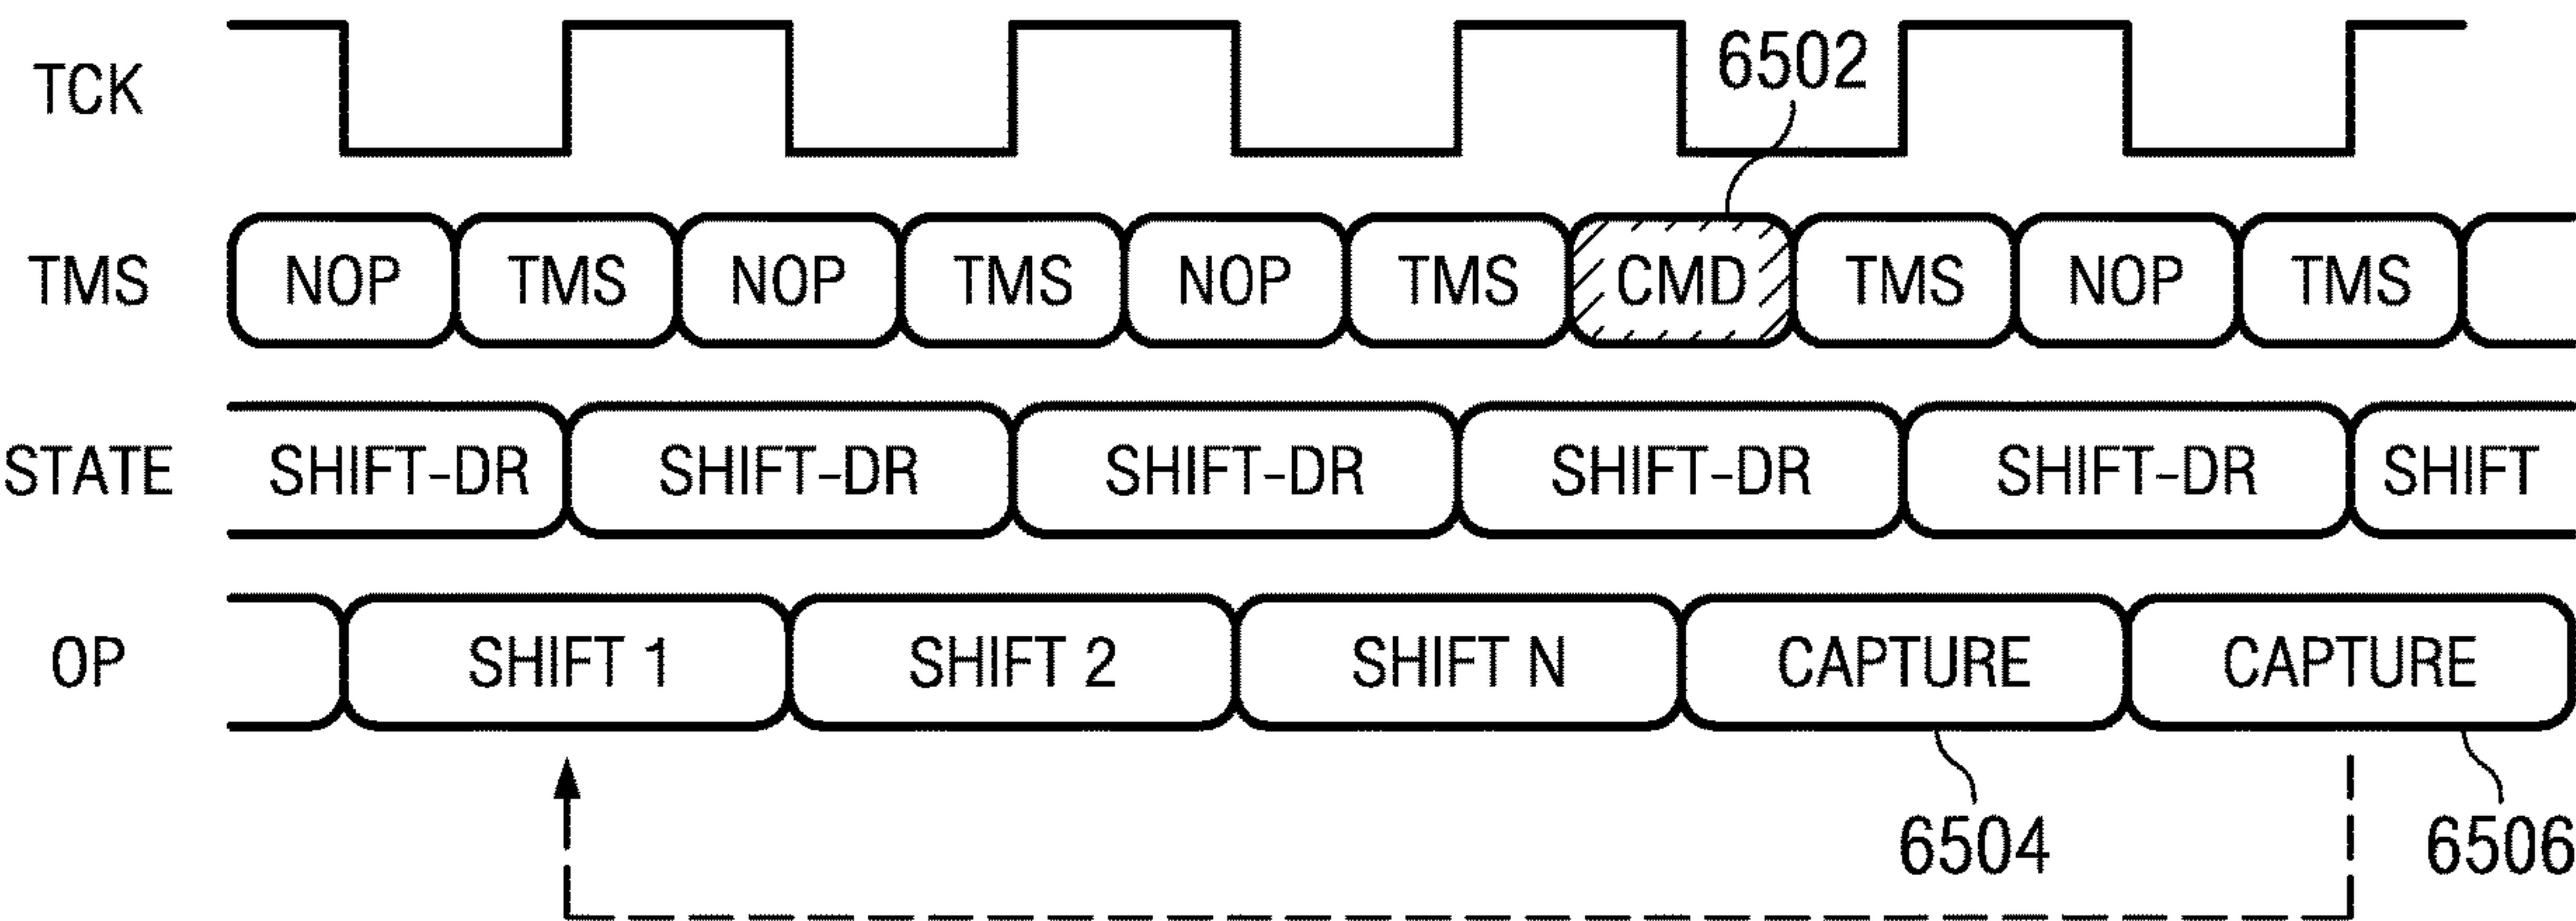 6502
TCK
TMS NOP TMS NOP TMS NOP TMS CMD TMS NOP TMS
STATE SHIFT-DR SHIFT-DR SHIFT-DR SHIFT-DR SHIFT-DR SHIFT
OP SHIFT 1 SHIFT 2 SHIFT N CAPTURE CAPTURE
6504 6506